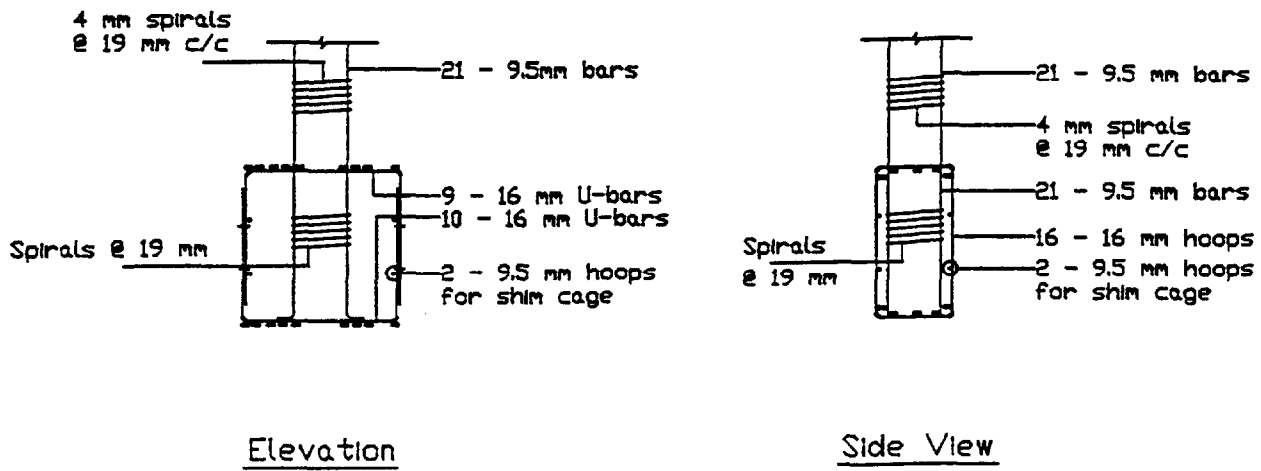 4 mm spirals
@ 19 mm c/c
21 - 9.5mm bars
9 - 16 mm U-bars
10 - 16 mm U-bars
Spirals @ 19 mm
2 - 9.5 mm hoops
for shim cage
Elevation
21 - 9.5 mm bars
4 mm spirals
@ 19 mm c/c
21 - 9.5 mm bars
16 - 16 mm hoops
Spirals
@ 19 mm
2 - 9.5 mm hoops
for shim cage
Side View